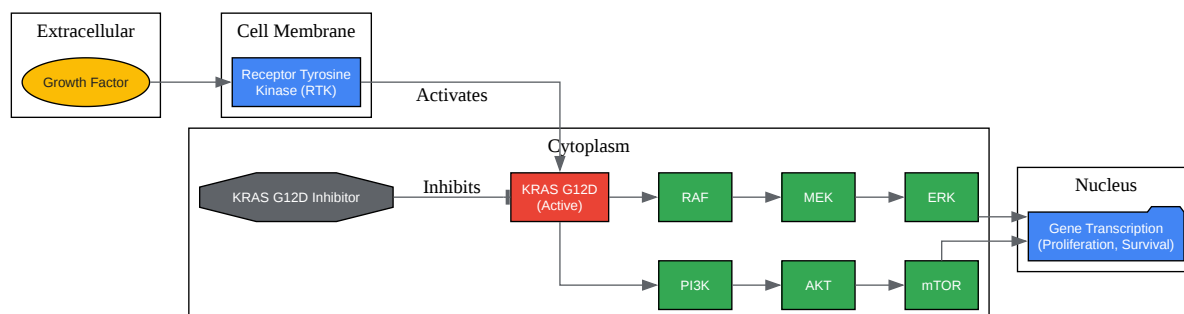 Extracellular
Growth Factor
Cell Membrane
Receptor Tyrosine
Kinase (RTK)
Activates
Cytoplasm
KRAS G12D Inhibitor
Inhibits
KRAS G12D
(Active)
RAF
MEK
ERK
PI3K
AKT
mTOR
Nucleus
Gene Transcription
(Proliferation, Survival)